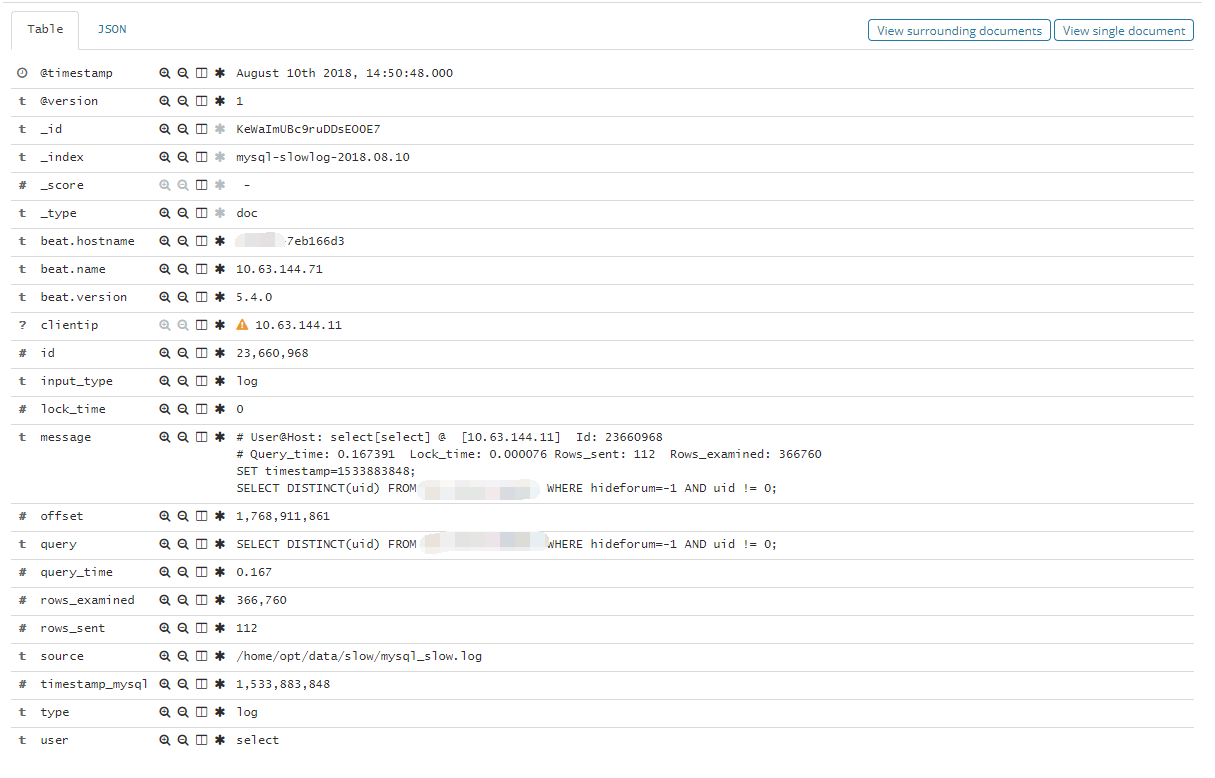 Table JSON View surrounding documents View single document
@timestamp August 10th 2018, 14:50:48.000
t @version 1
t _id KeWaImUBc9ruDDsEOOE7
t _index mysql-slowlog-2018.08.10
# _score -
t _type doc
t beat.hostname -7eb166d3
t beat.name 10.63.144.71
t beat.version 5.4.0
? clientip 10.63.144.11
# id 23,660,968
t input_type log
# lock_time 0
t message # User@Host: select[select] @  [10.63.144.11]  Id: 23660968
# Query_time: 0.167391  Lock_time: 0.000076 Rows_sent: 112  Rows_examined: 366760
SET timestamp=1533883848;
SELECT DISTINCT(uid) FROM WHERE hideforum=-1 AND uid != 0;
# offset 1,768,911,861
t query SELECT DISTINCT(uid) FROM WHERE hideforum=-1 AND uid != 0;
# query_time 0.167
# rows_examined 366,760
# rows_sent 112
t source /home/opt/data/slow/mysql_slow.log
# timestamp_mysql 1,533,883,848
t type log
t user select